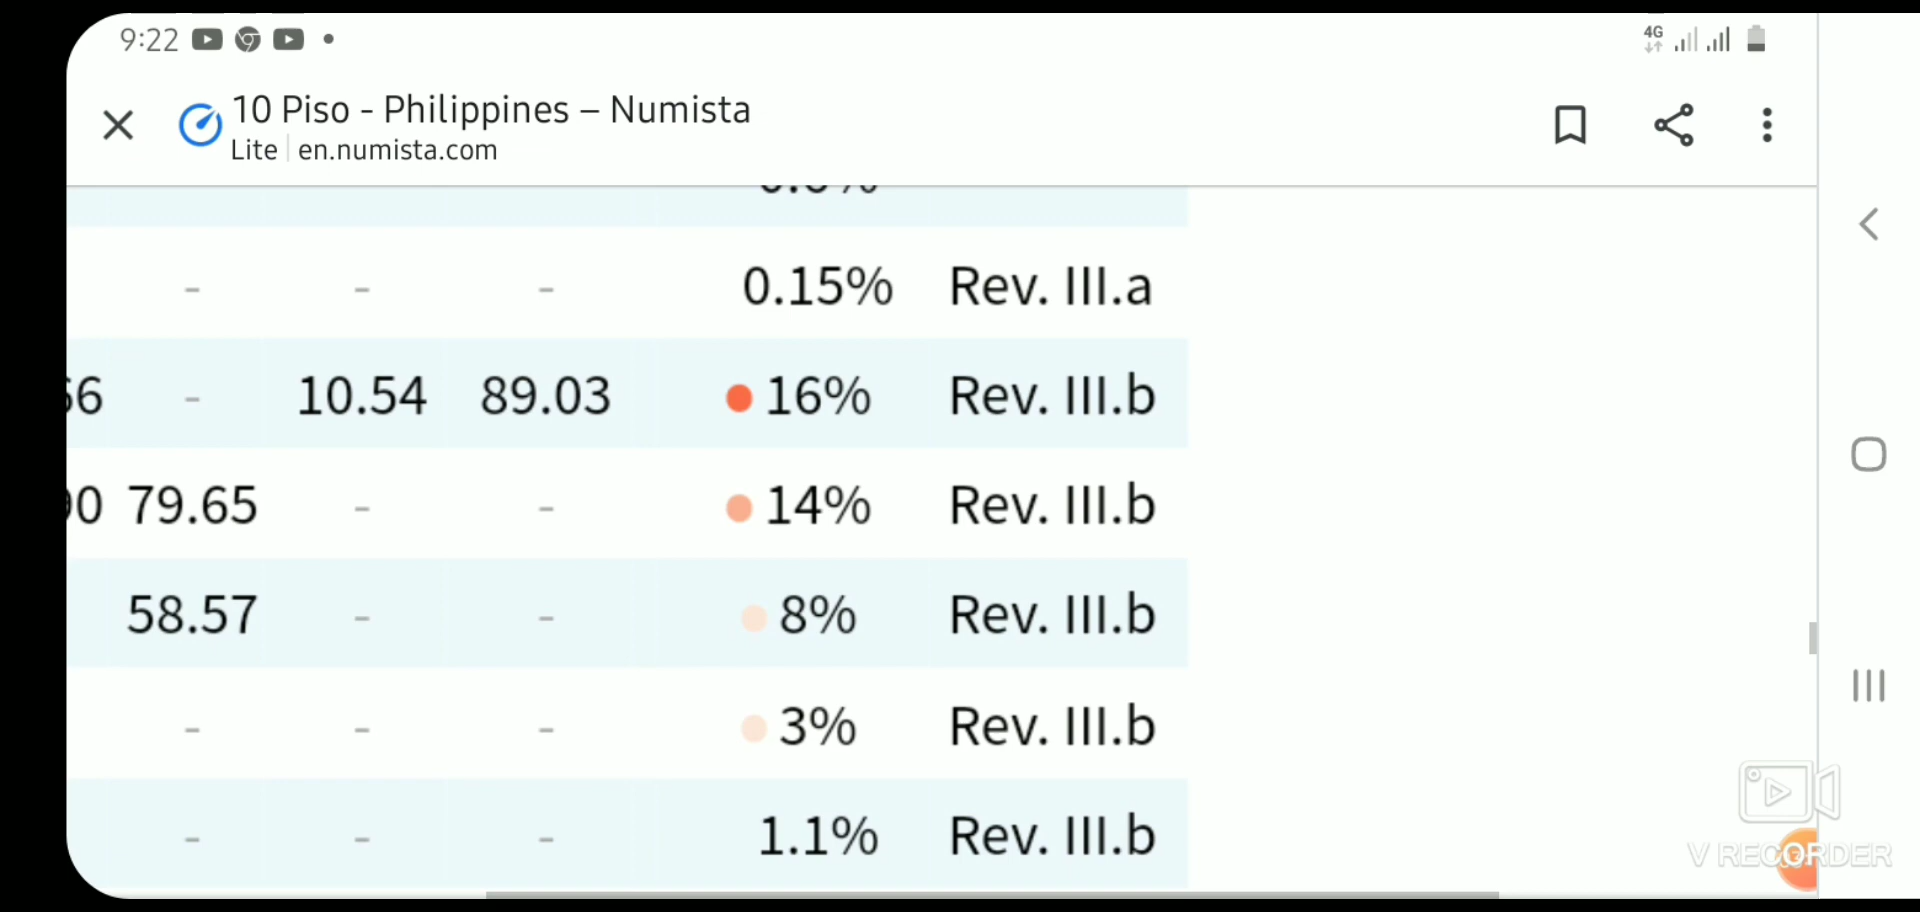 9:22
4G
10 Piso - Philippines – Numista
Lite en.numista.com
- - - 0.15% Rev. III.a
- 10.54 89.03 16% Rev. III.b
79.65 - - 14% Rev. III.b
58.57 - - 8% Rev. III.b
- - - 3% Rev. III.b
- - - 1.1% Rev. III.b
V RECORDER